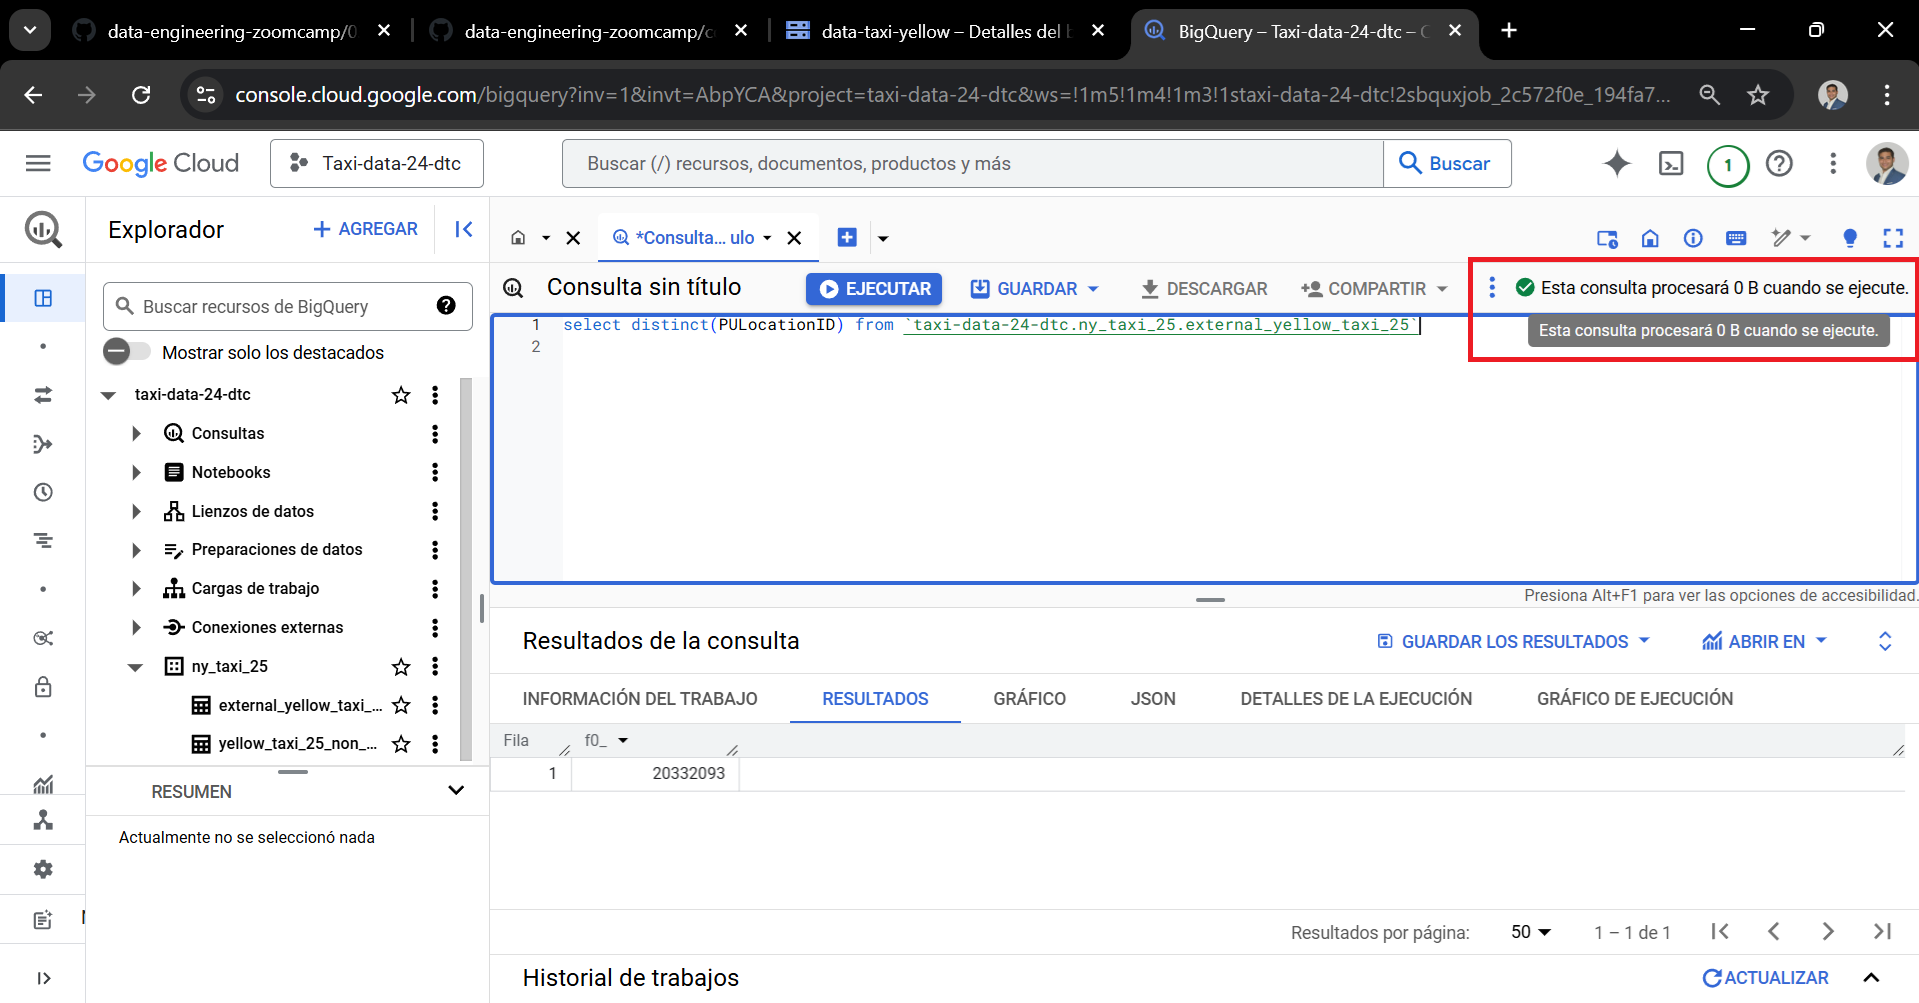 data-engineering-zoomcamp/0
data-engineering-zoomcamp/c
data-taxi-yellow – Detalles del b
BigQuery – Taxi-data-24-dtc – C
console.cloud.google.com/bigquery?inv=1&invt=AbpYCA&project=taxi-data-24-dtc&ws=!1m5!1m4!1m3!1staxi-data-24-dtc!2sbquxjob_2c572f0e_194fa7...
Google Cloud
Taxi-data-24-dtc
Buscar (/) recursos, documentos, productos y más
Buscar
1
Explorador
AGREGAR
*Consulta... ulo
Buscar recursos de BigQuery
Mostrar solo los destacados
taxi-data-24-dtc
Consultas
Notebooks
Lienzos de datos
Preparaciones de datos
Cargas de trabajo
Conexiones externas
ny_taxi_25
external_yellow_taxi_...
yellow_taxi_25_non_...
RESUMEN
Actualmente no se seleccionó nada
Consulta sin título
EJECUTAR
GUARDAR
DESCARGAR
COMPARTIR
Esta consulta procesará 0 B cuando se ejecute.
1 select distinct(PULocationID) from `taxi-data-24-dtc.ny_taxi_25.external_yellow_taxi_25`
Esta consulta procesará 0 B cuando se ejecute.
2
Presiona Alt+F1 para ver las opciones de accesibilidad.
Resultados de la consulta
GUARDAR LOS RESULTADOS
ABRIR EN
INFORMACIÓN DEL TRABAJO
RESULTADOS
GRÁFICO
JSON
DETALLES DE LA EJECUCIÓN
GRÁFICO DE EJECUCIÓN
Fila f0_
1 20332093
Resultados por página: 50 1 – 1 de 1
Historial de trabajos
ACTUALIZAR